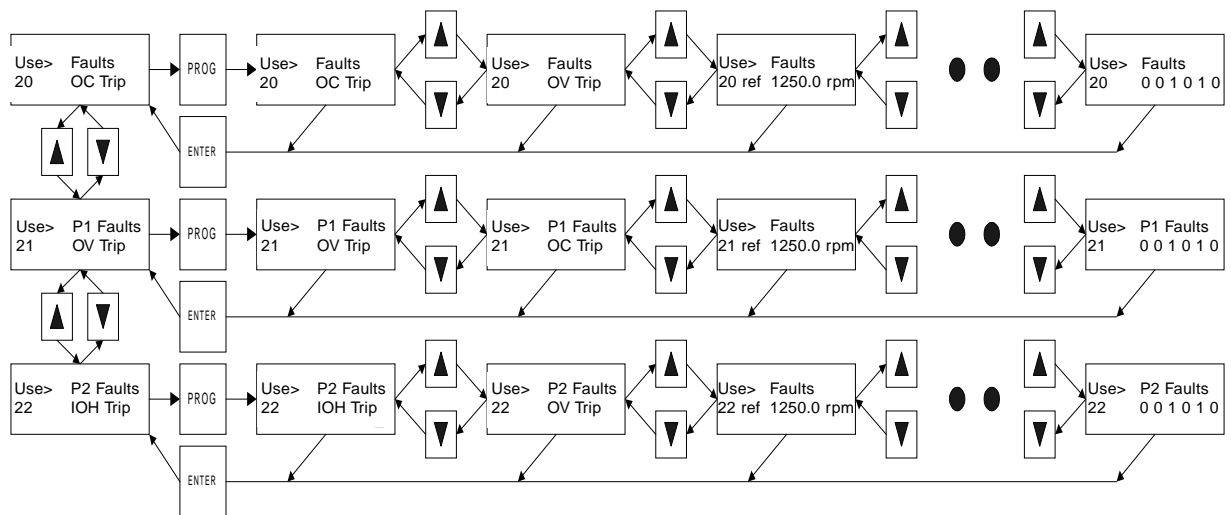 Use> Faults
20 OC Trip
PROG
Use> Faults
20 OC Trip
Use> Faults
20 OV Trip
Use> Faults
20 ref 1250.0 rpm
Use> Faults
20 0 0 1 0 1 0
ENTER
Use> P1 Faults
21 OV Trip
PROG
Use> P1 Faults
21 OV Trip
Use> P1 Faults
21 OC Trip
Use> Faults
21 ref 1250.0 rpm
Use> P1 Faults
21 0 0 1 0 1 0
ENTER
Use> P2 Faults
22 IOH Trip
PROG
Use> P2 Faults
22 IOH Trip
Use> P2 Faults
22 OV Trip
Use> Faults
22 ref 1250.0 rpm
Use> P2 Faults
22 0 0 1 0 1 0
ENTER